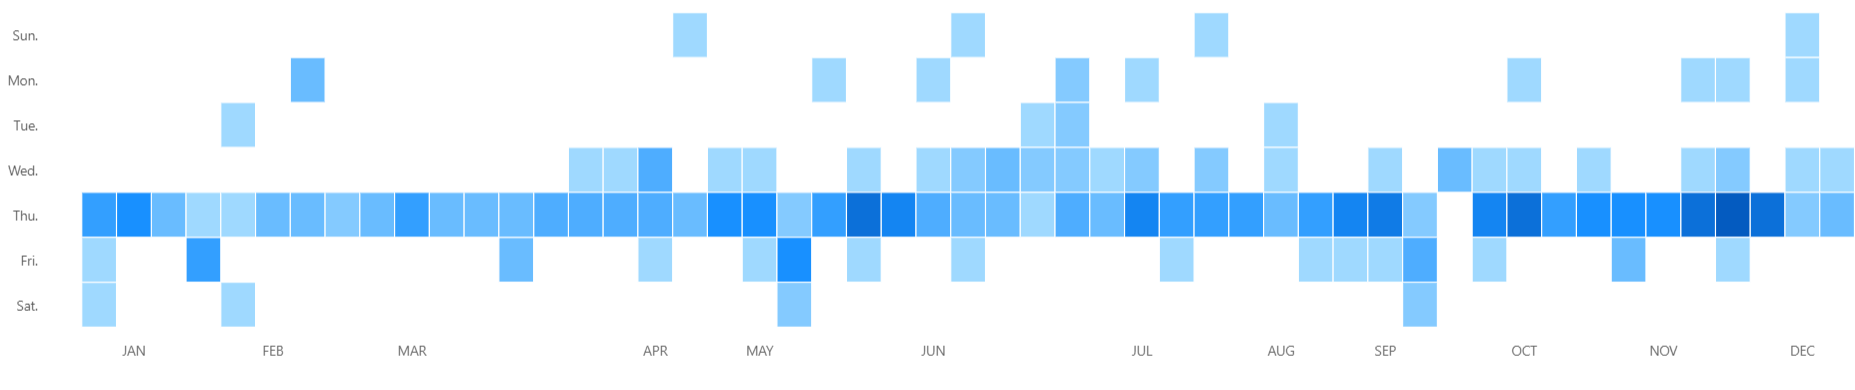 Sun.
Mon.
Tue.
Wed.
Thu.
Fri.
Sat.
JAN FEB MAR APR MAY JUN JUL AUG SEP OCT NOV DEC